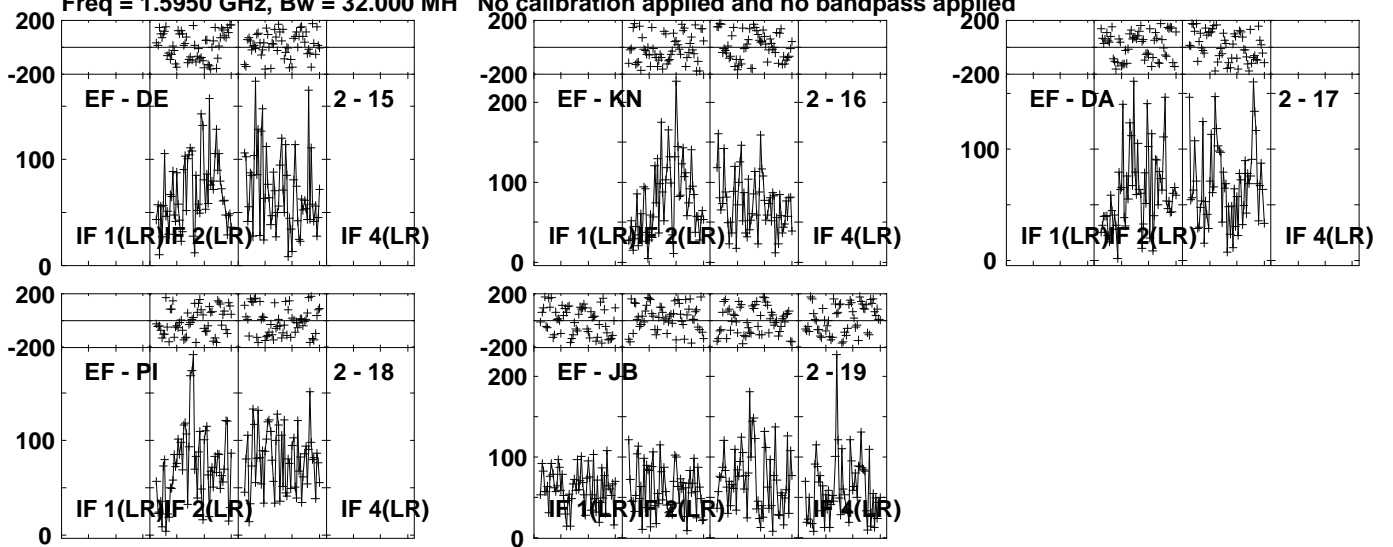 Freq = 1.5950 GHz, Bw = 32.000 MH No calibration applied and no bandpass applied
200
-200
EF - DE
2 - 15
100
IF 1(LR)
IF 2(LR)
IF 4(LR)
0
200
-200
EF - KN
2 - 16
200
100
IF 1(LR)
IF 2(LR)
IF 4(LR)
0
200
-200
EF - DA
2 - 17
100
IF 1(LR)
IF 2(LR)
IF 4(LR)
0
200
-200
EF - PI
2 - 18
100
IF 1(LR)
IF 2(LR)
IF 4(LR)
0
200
-200
EF - JB
2 - 19
200
100
IF 1(LR)
IF 2(LR)
IF 4(LR)
0